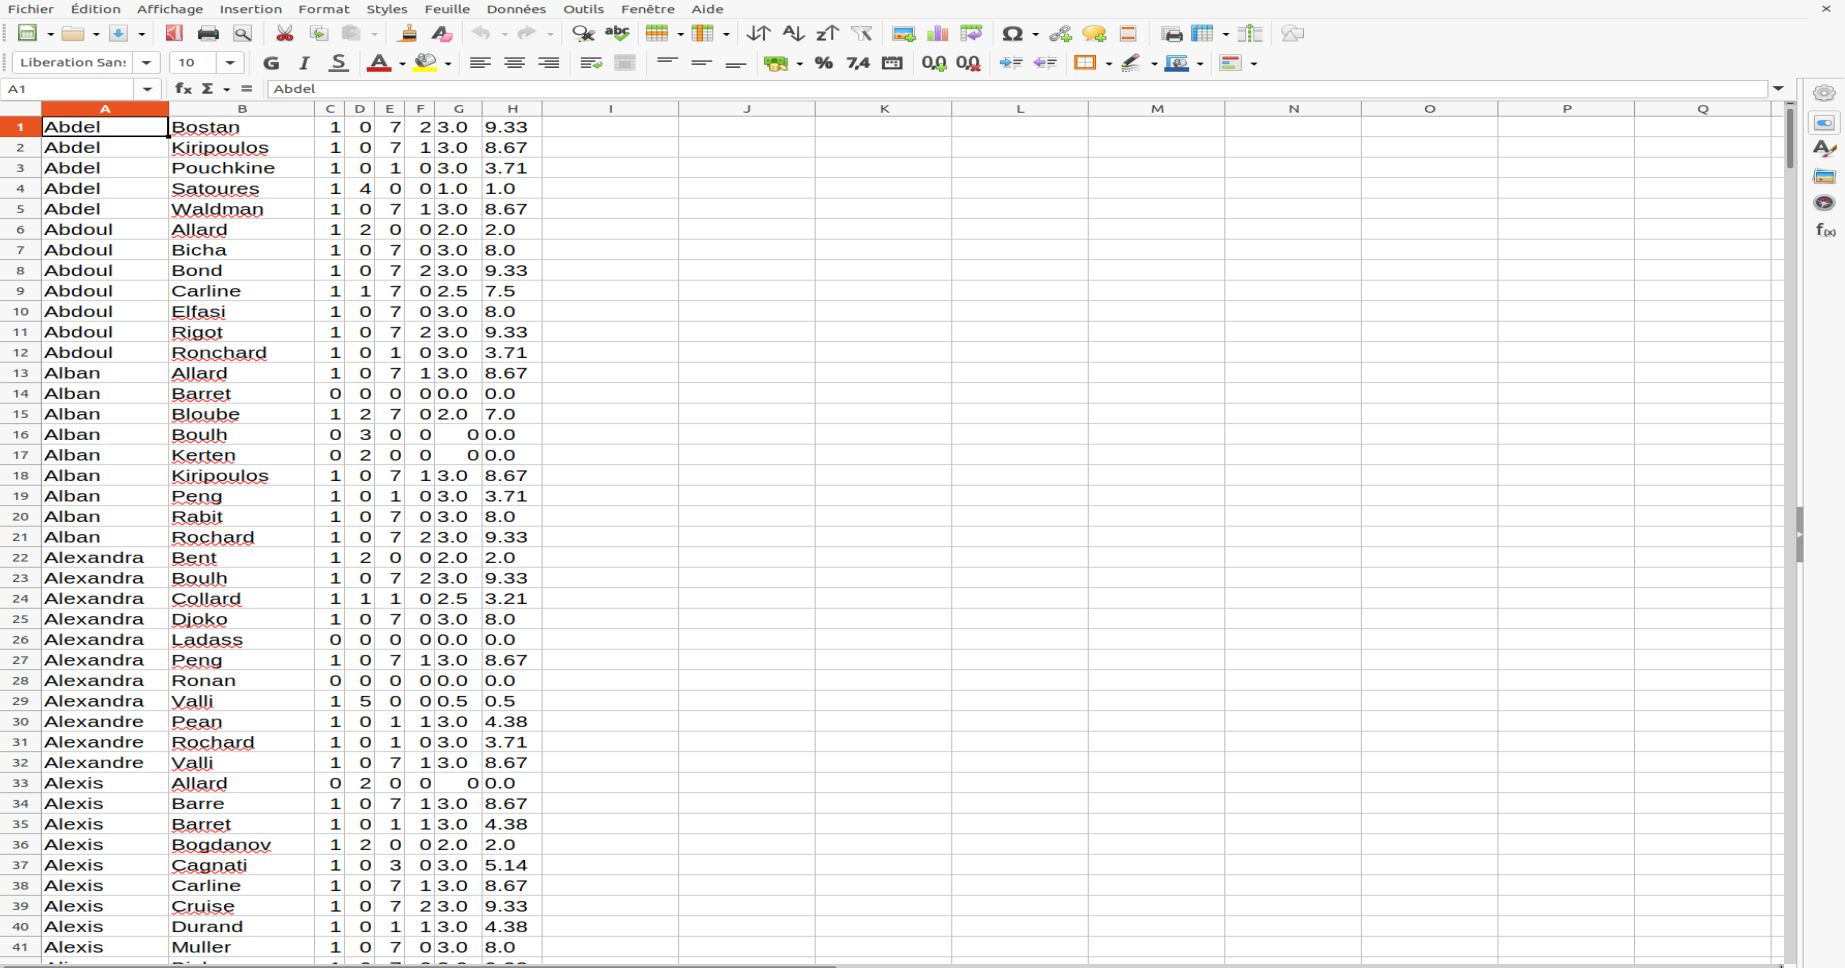 Fichier Édition Affichage Insertion Format Styles Feuille Données Outils Fenêtre Aide
Liberation Sans 10 G I S
A1 Abdel
A B C D E F G H I J K L M N O P Q
1 Abdel Bostan 1 0 7 2 3.0 9.33
2 Abdel Kiripoulos 1 0 7 1 3.0 8.67
3 Abdel Pouchkine 1 0 1 0 3.0 3.71
4 Abdel Satoures 1 4 0 0 1.0 1.0
5 Abdel Waldman 1 0 7 1 3.0 8.67
6 Abdoul Allard 1 2 0 0 2.0 2.0
7 Abdoul Bicha 1 0 7 0 3.0 8.0
8 Abdoul Bond 1 0 7 2 3.0 9.33
9 Abdoul Carline 1 1 7 0 2.5 7.5
10 Abdoul Elfasi 1 0 7 0 3.0 8.0
11 Abdoul Rigot 1 0 7 2 3.0 9.33
12 Abdoul Ronchard 1 0 1 0 3.0 3.71
13 Alban Allard 1 0 7 1 3.0 8.67
14 Alban Barret 0 0 0 0 0.0 0.0
15 Alban Bloube 1 2 7 0 2.0 7.0
16 Alban Boulh 0 3 0 0 0 0.0
17 Alban Kerten 0 2 0 0 0 0.0
18 Alban Kiripoulos 1 0 7 1 3.0 8.67
19 Alban Peng 1 0 1 0 3.0 3.71
20 Alban Rabit 1 0 7 0 3.0 8.0
21 Alban Rochard 1 0 7 2 3.0 9.33
22 Alexandra Bent 1 2 0 0 2.0 2.0
23 Alexandra Boulh 1 0 7 2 3.0 9.33
24 Alexandra Collard 1 1 1 0 2.5 3.21
25 Alexandra Djoko 1 0 7 0 3.0 8.0
26 Alexandra Ladass 0 0 0 0 0.0 0.0
27 Alexandra Peng 1 0 7 1 3.0 8.67
28 Alexandra Ronan 0 0 0 0 0.0 0.0
29 Alexandra Valli 1 5 0 0 0.5 0.5
30 Alexandre Pean 1 0 1 1 3.0 4.38
31 Alexandre Rochard 1 0 1 0 3.0 3.71
32 Alexandre Valli 1 0 7 1 3.0 8.67
33 Alexis Allard 0 2 0 0 0 0.0
34 Alexis Barre 1 0 7 1 3.0 8.67
35 Alexis Barret 1 0 1 1 3.0 4.38
36 Alexis Bogdanov 1 2 0 0 2.0 2.0
37 Alexis Cagnati 1 0 3 0 3.0 5.14
38 Alexis Carline 1 0 7 1 3.0 8.67
39 Alexis Cruise 1 0 7 2 3.0 9.33
40 Alexis Durand 1 0 1 1 3.0 4.38
41 Alexis Muller 1 0 7 0 3.0 8.0